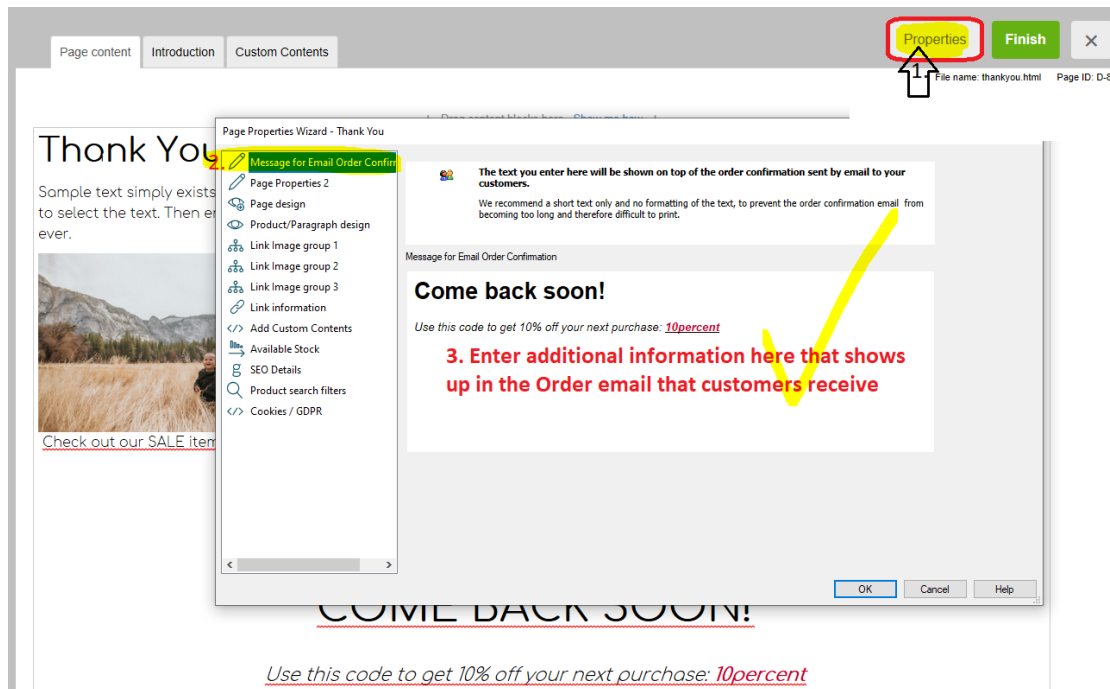 Page content Introduction Custom Contents Properties Finish
1.
File name: thankyou.html Page ID: D-8
Drop content blocks here Show me how
Thank You
Sample text simply exists
to select the text. Then en
ever.
Check out our SALE item
Page Properties Wizard - Thank You
2.
Message for Email Order Confirm
Page Properties 2
Page design
Product/Paragraph design
Link Image group 1
Link Image group 2
Link Image group 3
Link information
Add Custom Contents
Available Stock
SEO Details
Product search filters
Cookies / GDPR
The text you enter here will be shown on top of the order confirmation sent by email to your
customers.
We recommend a short text only and no formatting of the text, to prevent the order confirmation email from
becoming too long and therefore difficult to print.
Message for Email Order Confirmation
Come back soon!
Use this code to get 10% off your next purchase: 10percent
3. Enter additional information here that shows
up in the Order email that customers receive
OK Cancel Help
COME BACK SOON!
Use this code to get 10% off your next purchase: 10percent